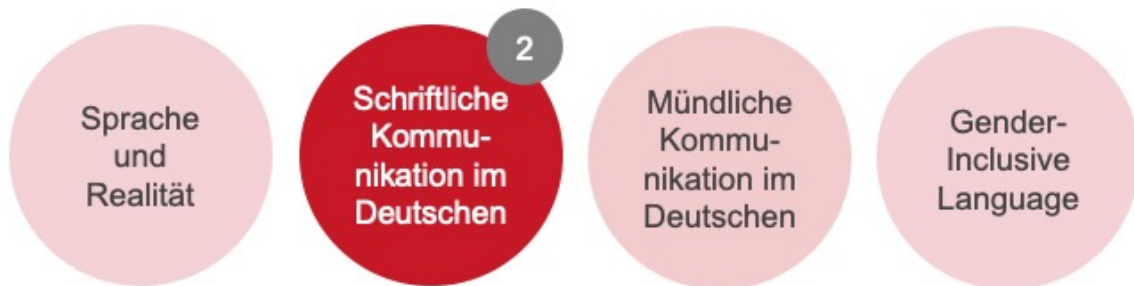 Sprache
und
Realität
2
Schriftliche
Kommu-
nikation im
Deutschen
Mündliche
Kommu-
nikation im
Deutschen
Gender-
Inclusive
Language